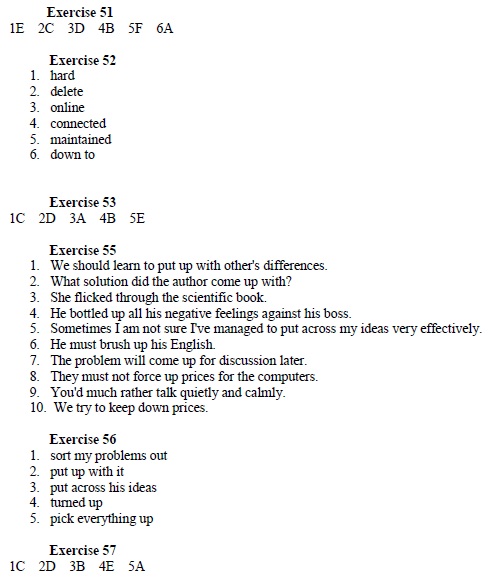 Exercise 51
1E 2C 3D 4B 5F 6A
Exercise 52
1. hard
2. delete
3. online
4. connected
5. maintained
6. down to
Exercise 53
1C 2D 3A 4B 5E
Exercise 55
1. We should learn to put up with other's differences.
2. What solution did the author come up with?
3. She flicked through the scientific book.
4. He bottled up all his negative feelings against his boss.
5. Sometimes I am not sure I've managed to put across my ideas very effectively.
6. He must brush up his English.
7. The problem will come up for discussion later.
8. They must not force up prices for the computers.
9. You'd much rather talk quietly and calmly.
10. We try to keep down prices.
Exercise 56
1. sort my problems out
2. put up with it
3. put across his ideas
4. turned up
5. pick everything up
Exercise 57
1C 2D 3B 4E 5A